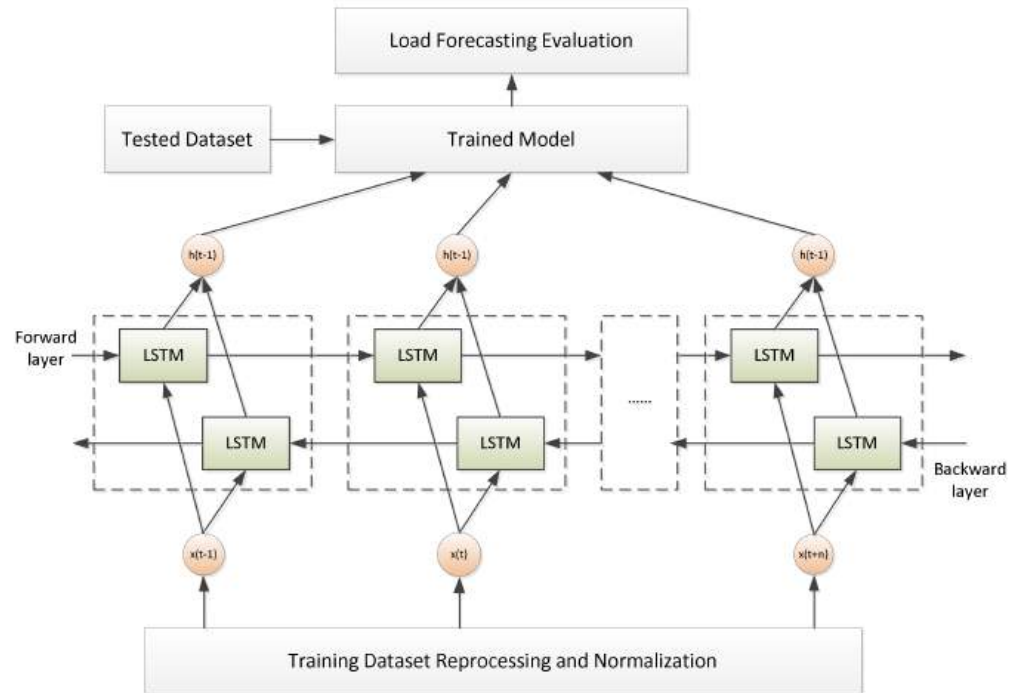 Load Forecasting Evaluation
Tested Dataset
Trained Model
h(t-1)
h(t-1)
h(t-1)
Forward
layer
LSTM
LSTM
LSTM
......
LSTM
LSTM
LSTM
Backward
layer
x(t-1)
x(t)
x(t+n)
Training Dataset Reprocessing and Normalization